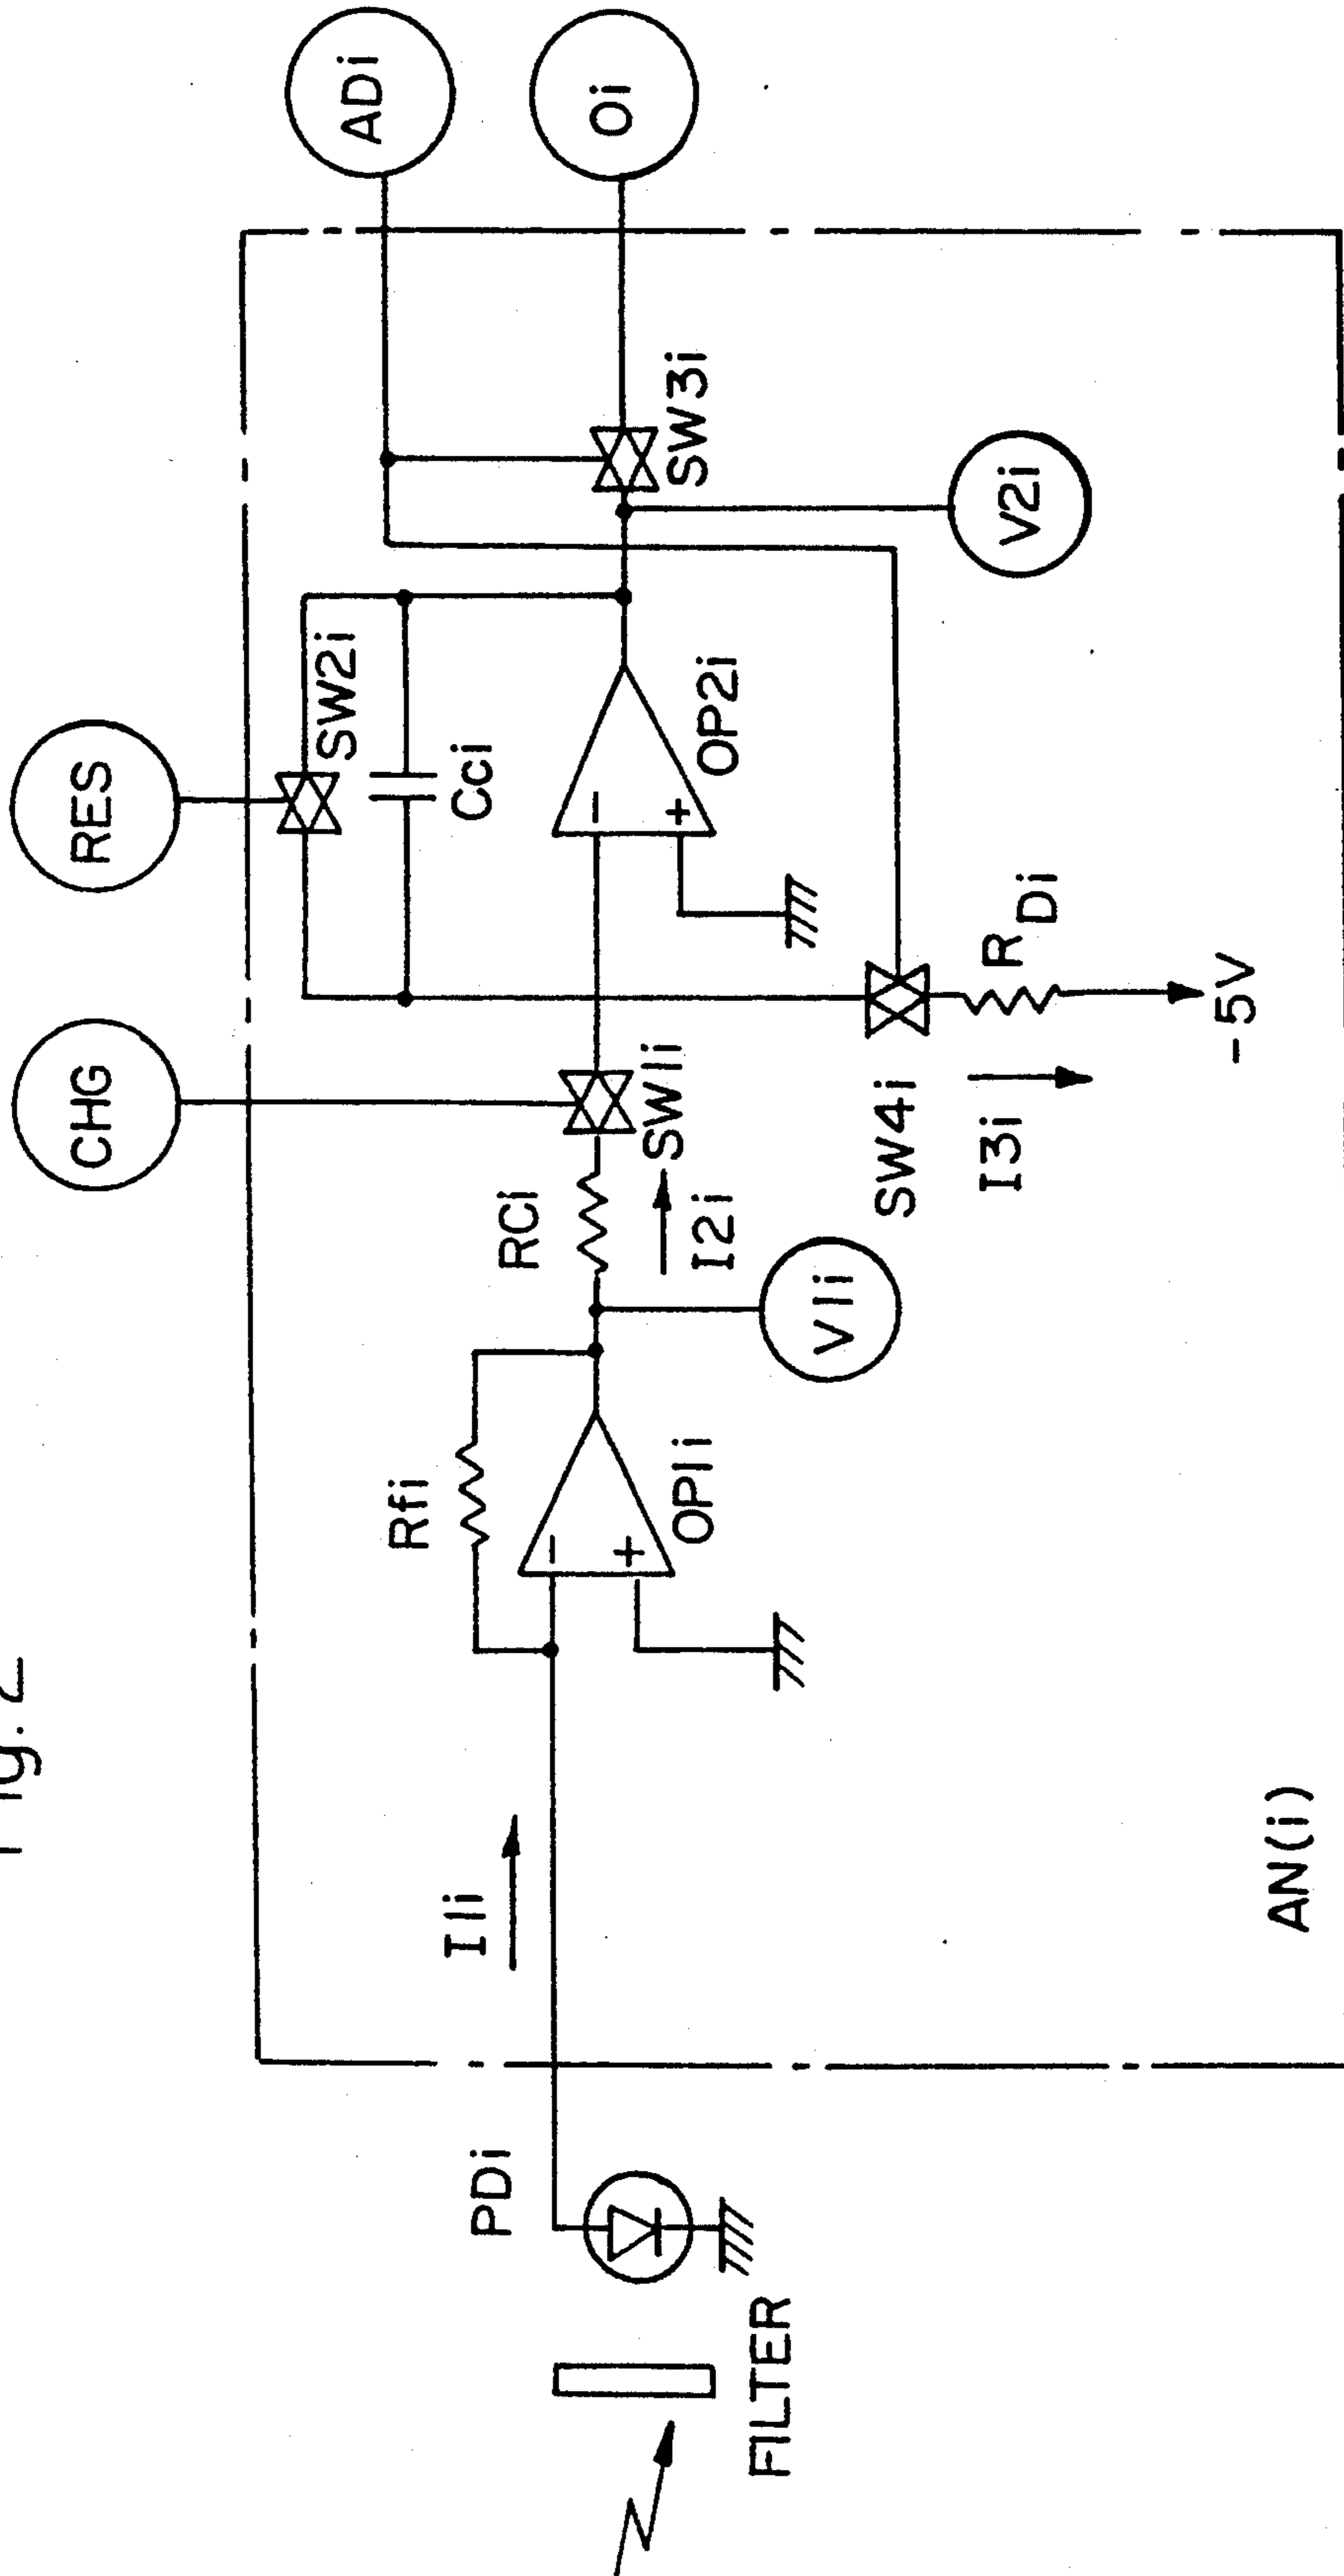 Fig. 2
CHG
RES
ADi
Oi
SW2i
Cci
Rfi
RCi
SW1i
SW3i
I1i
I2i
OP1i
OP2i
-
+
-
+
PDi
FILTER
V1i
V2i
SW4i
RDi
I3i
-5V
AN(i)